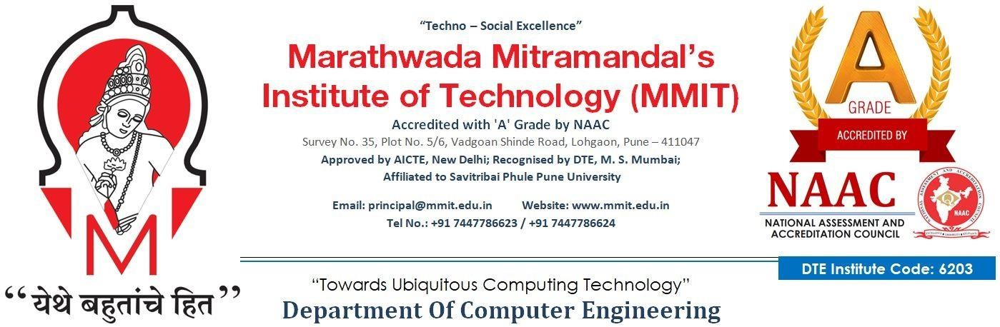 M
“येथे बहुतांचे हित”
“Techno – Social Excellence”
Marathwada Mitramandal’s
Institute of Technology (MMIT)
Accredited with 'A' Grade by NAAC
Survey No. 35, Plot No. 5/6, Vadgoan Shinde Road, Lohgaon, Pune – 411047
Approved by AICTE, New Delhi; Recognised by DTE, M. S. Mumbai;
Affiliated to Savitribai Phule Pune University
Email: principal@mmit.edu.in Website: www.mmit.edu.in
Tel No.: +91 7447786623 / +91 7447786624
“Towards Ubiquitous Computing Technology”
Department Of Computer Engineering
A
GRADE
ACCREDITED BY
NAAC
NATIONAL ASSESSMENT AND
ACCREDITATION COUNCIL
NATIONAL ASSESSMENT AND ACCREDITATION COUNCIL
Q
NAAC
DTE Institute Code: 6203